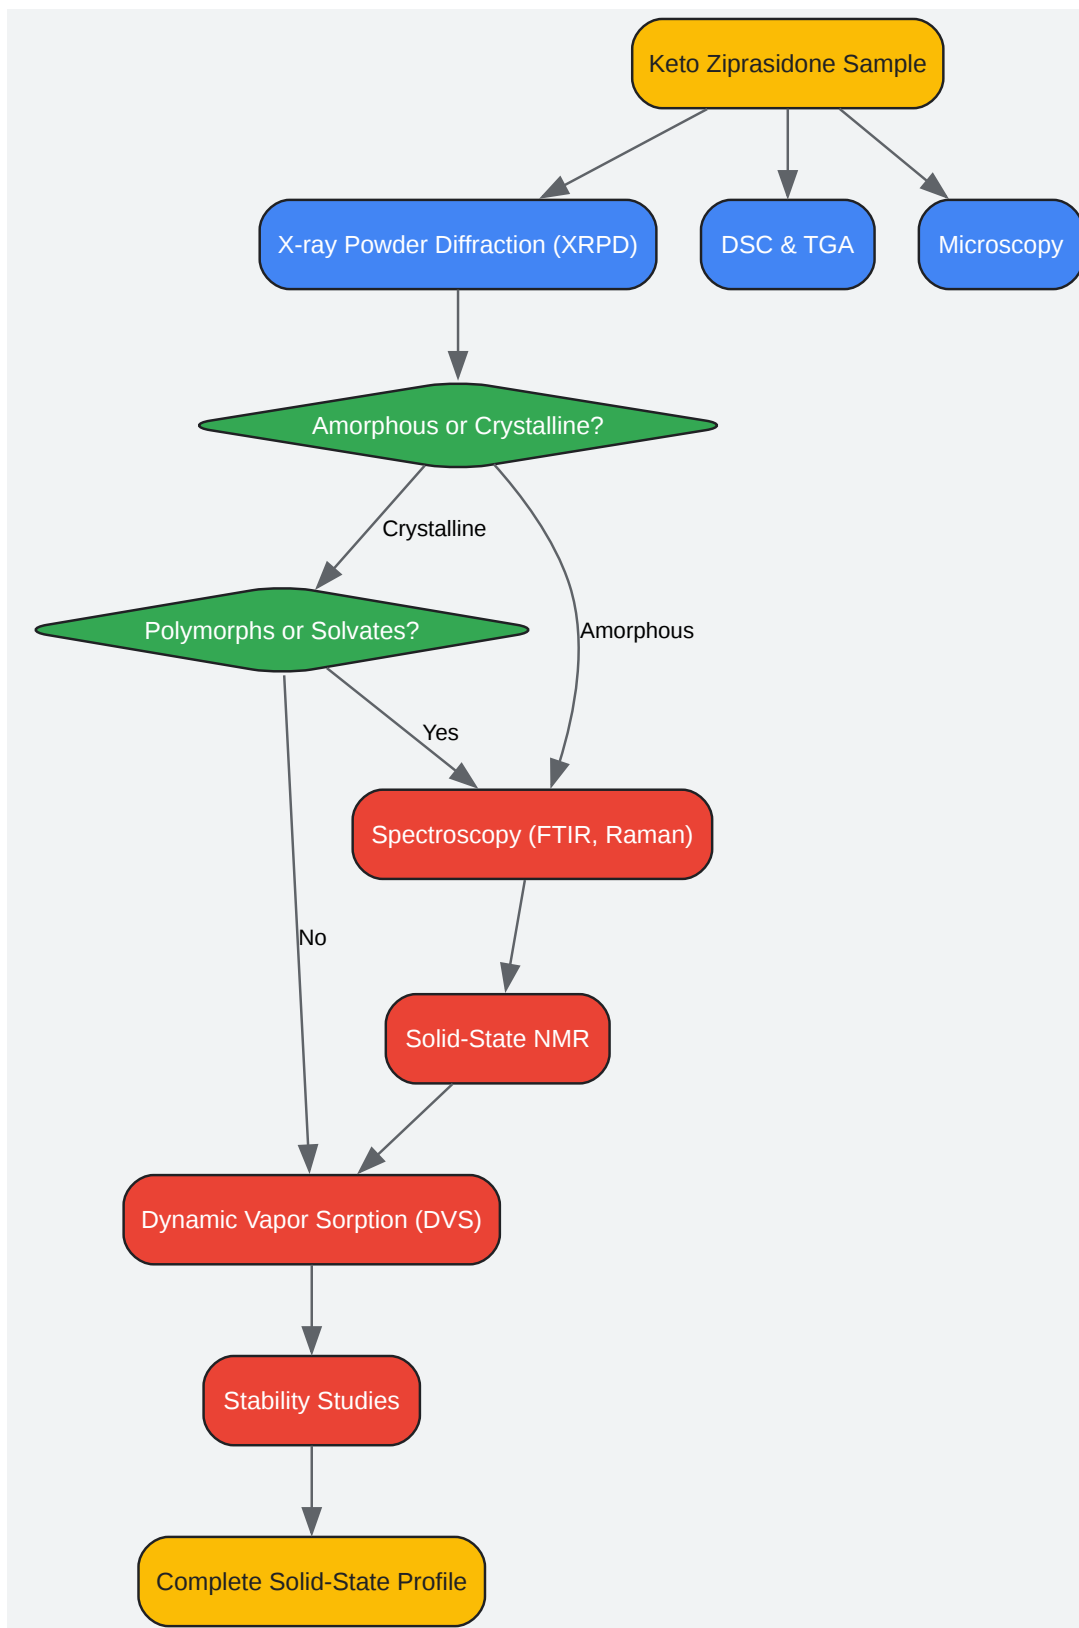 Keto Ziprasidone Sample
X-ray Powder Diffraction (XRPD)
DSC & TGA
Microscopy
Amorphous or Crystalline?
Crystalline
Polymorphs or Solvates?
Amorphous
Yes
Spectroscopy (FTIR, Raman)
No
Solid-State NMR
Dynamic Vapor Sorption (DVS)
Stability Studies
Complete Solid-State Profile